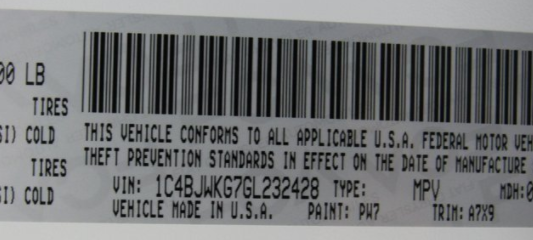 00 LB
TIRES
SI) COLD THIS VEHICLE CONFORMS TO ALL APPLICABLE U.S.A. FEDERAL MOTOR VEH
TIRES THEFT PREVENTION STANDARDS IN EFFECT ON THE DATE OF MANUFACTURE
SI) COLD VIN: 1C4BJWKG7GL232428 TYPE: MPV MDH:0
VEHICLE MADE IN U.S.A. PAINT: PW7 TRIM: A7X9